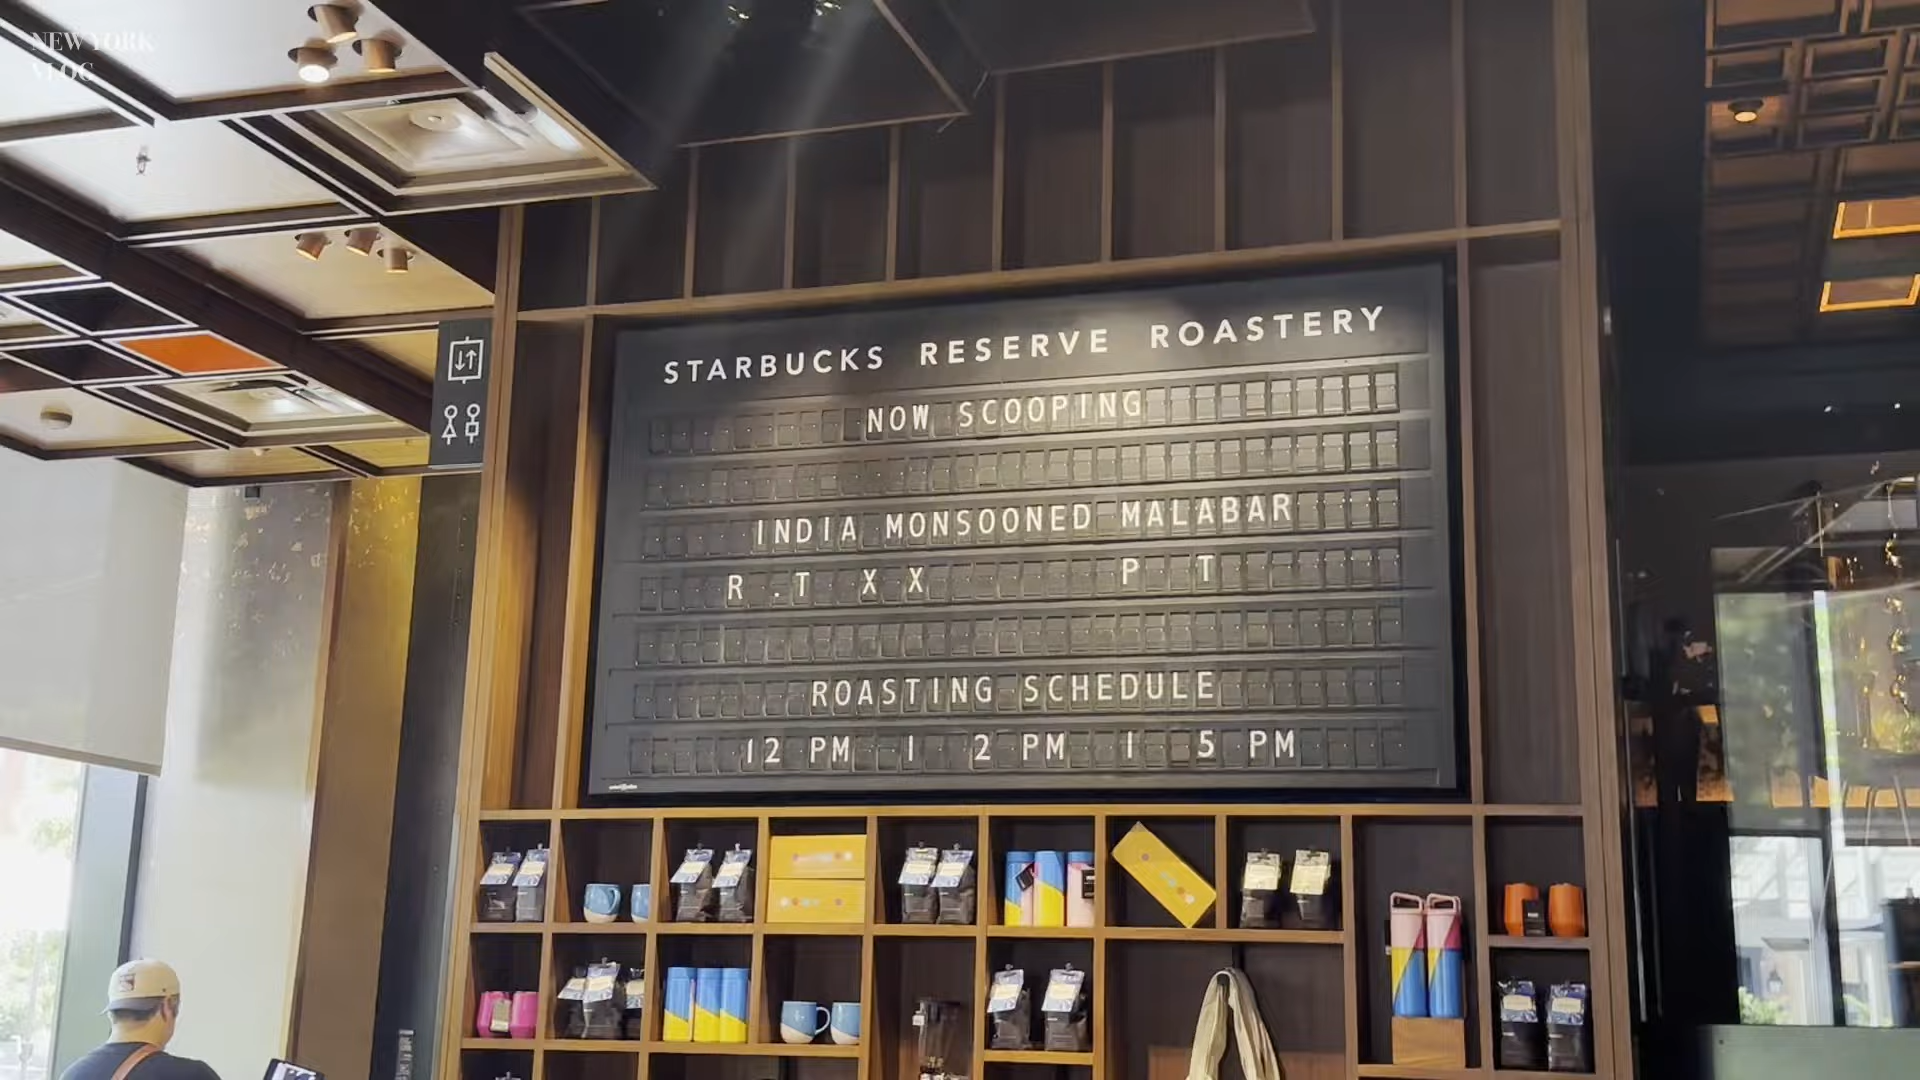 NEW YORK
VLOG
STARBUCKS RESERVE ROASTERY
NOW SCOOPING
INDIA MONSOONED MALABAR
R .T XX P T
ROASTING SCHEDULE
12 PM | 2 PM | 5 PM